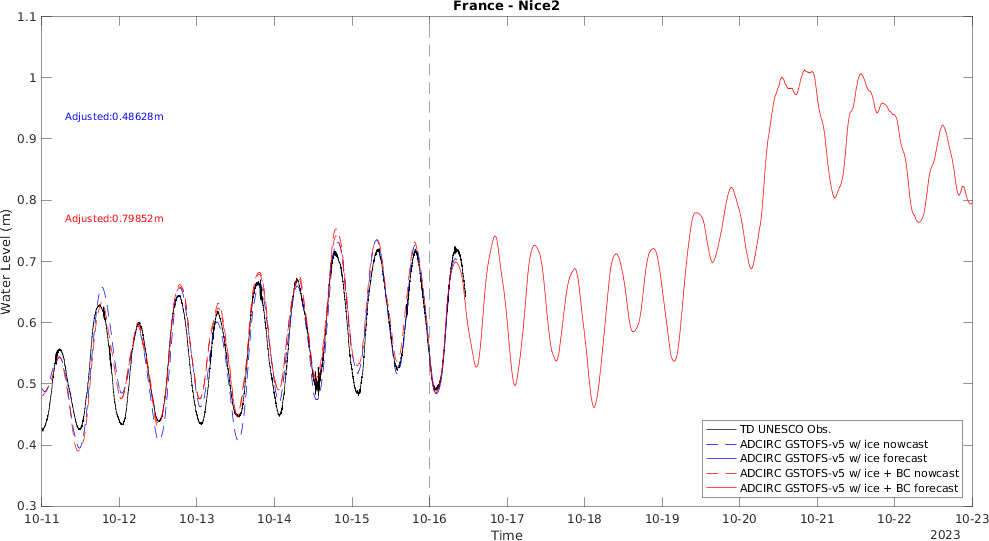 France - Nice2
1.1
1
0.9
0.8
0.7
0.6
0.5
0.4
0.3
Water Level (m)
Adjusted:0.48628m
Adjusted:0.79852m
TD UNESCO Obs.
ADCIRC GSTOFS-v5 w/ ice nowcast
ADCIRC GSTOFS-v5 w/ ice forecast
ADCIRC GSTOFS-v5 w/ ice + BC nowcast
ADCIRC GSTOFS-v5 w/ ice + BC forecast
10-11 10-12 10-13 10-14 10-15 10-16 10-17 10-18 10-19 10-20 10-21 10-22 10-23
Time
2023